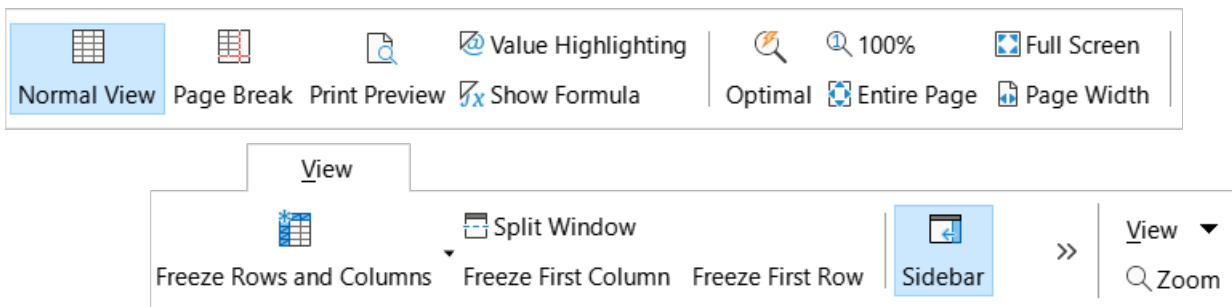 Value Highlighting 100% Full Screen
Normal View Page Break Print Preview Show Formula Optimal Entire Page Page Width
View
Split Window View
Freeze Rows and Columns Freeze First Column Freeze First Row Sidebar Zoom